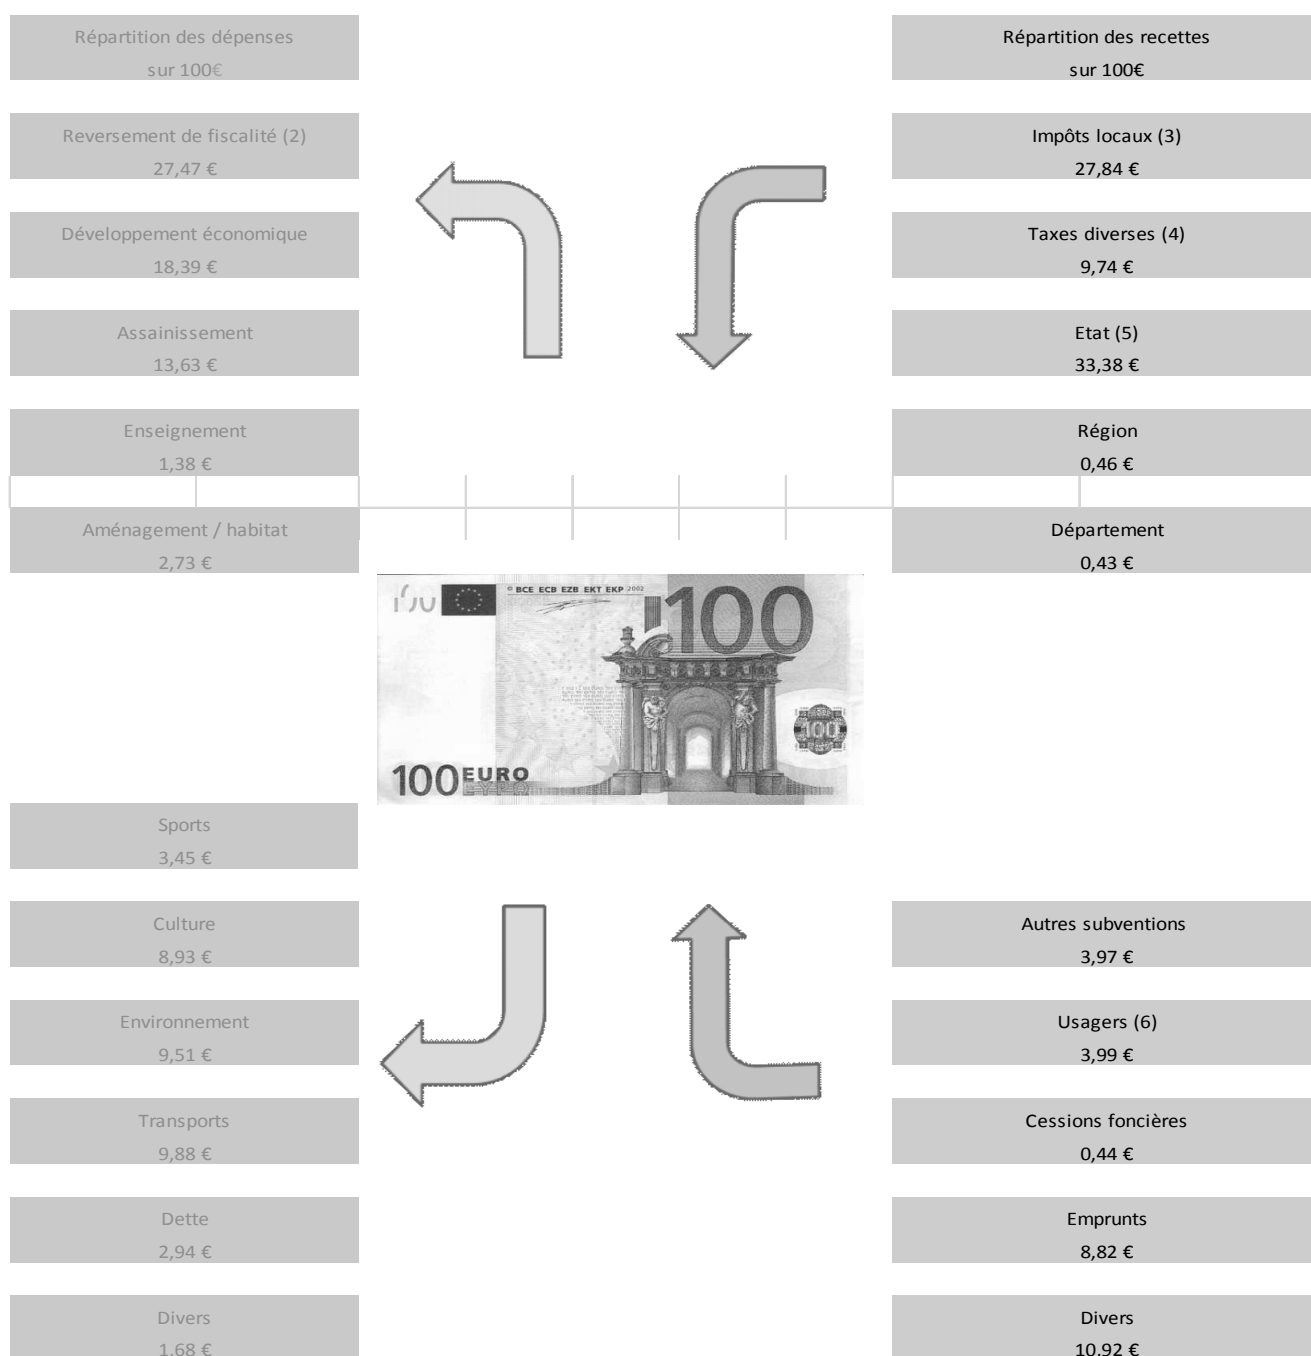 Répartition des dépenses
sur 100€
Reversement de fiscalité (2)
27,47 €
Développement économique
18,39 €
Assainissement
13,63 €
Enseignement
1,38 €
Aménagement / habitat
2,73 €
Sports
3,45 €
Culture
8,93 €
Environnement
9,51 €
Transports
9,88 €
Dette
2,94 €
Divers
1,68 €
© BCE ECB EZB EKT EKP 2002
100
100
100 EURO
ΕΥΡΩ
Répartition des recettes
sur 100€
Impôts locaux (3)
27,84 €
Taxes diverses (4)
9,74 €
Etat (5)
33,38 €
Région
0,46 €
Département
0,43 €
Autres subventions
3,97 €
Usagers (6)
3,99 €
Cessions foncières
0,44 €
Emprunts
8,82 €
Divers
10,92 €